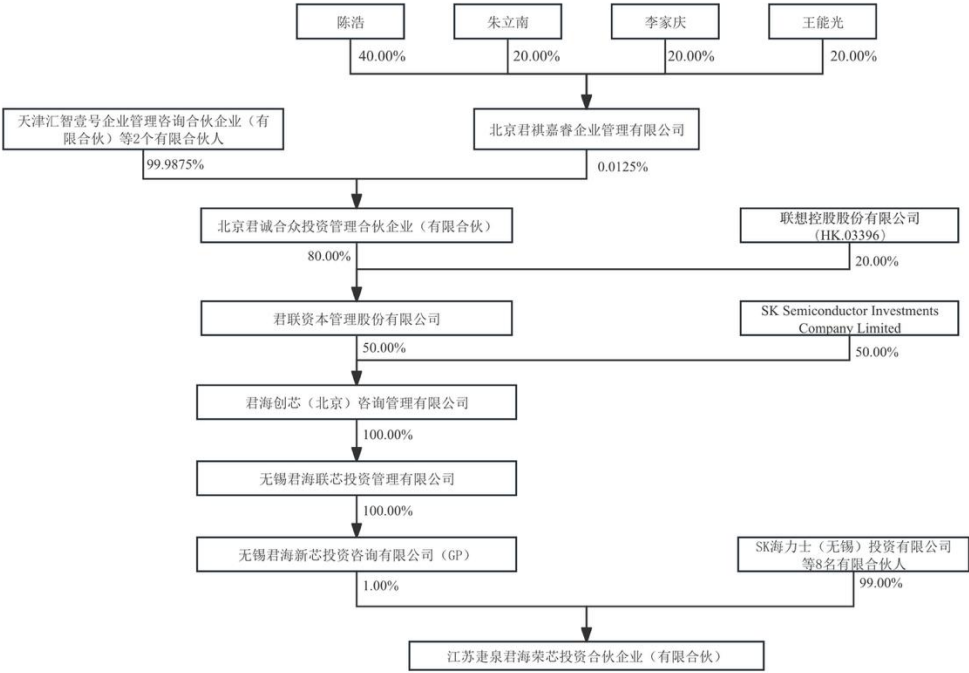 陈浩
朱立南
李家庆
王能光
40.00%
20.00%
20.00%
20.00%
天津汇智壹号企业管理咨询合伙企业（有
限合伙）等2个有限合伙人
北京君祺嘉睿企业管理有限公司
99.9875%
0.0125%
北京君诚合众投资管理合伙企业（有限合伙）
联想控股股份有限公司
（HK.03396）
80.00%
20.00%
君联资本管理股份有限公司
SK Semiconductor Investments
Company Limited
50.00%
50.00%
君海创芯（北京）咨询管理有限公司
100.00%
无锡君海联芯投资管理有限公司
100.00%
无锡君海新芯投资咨询有限公司（GP）
SK海力士（无锡）投资有限公司
等8名有限合伙人
1.00%
99.00%
江苏疌泉君海荣芯投资合伙企业（有限合伙）